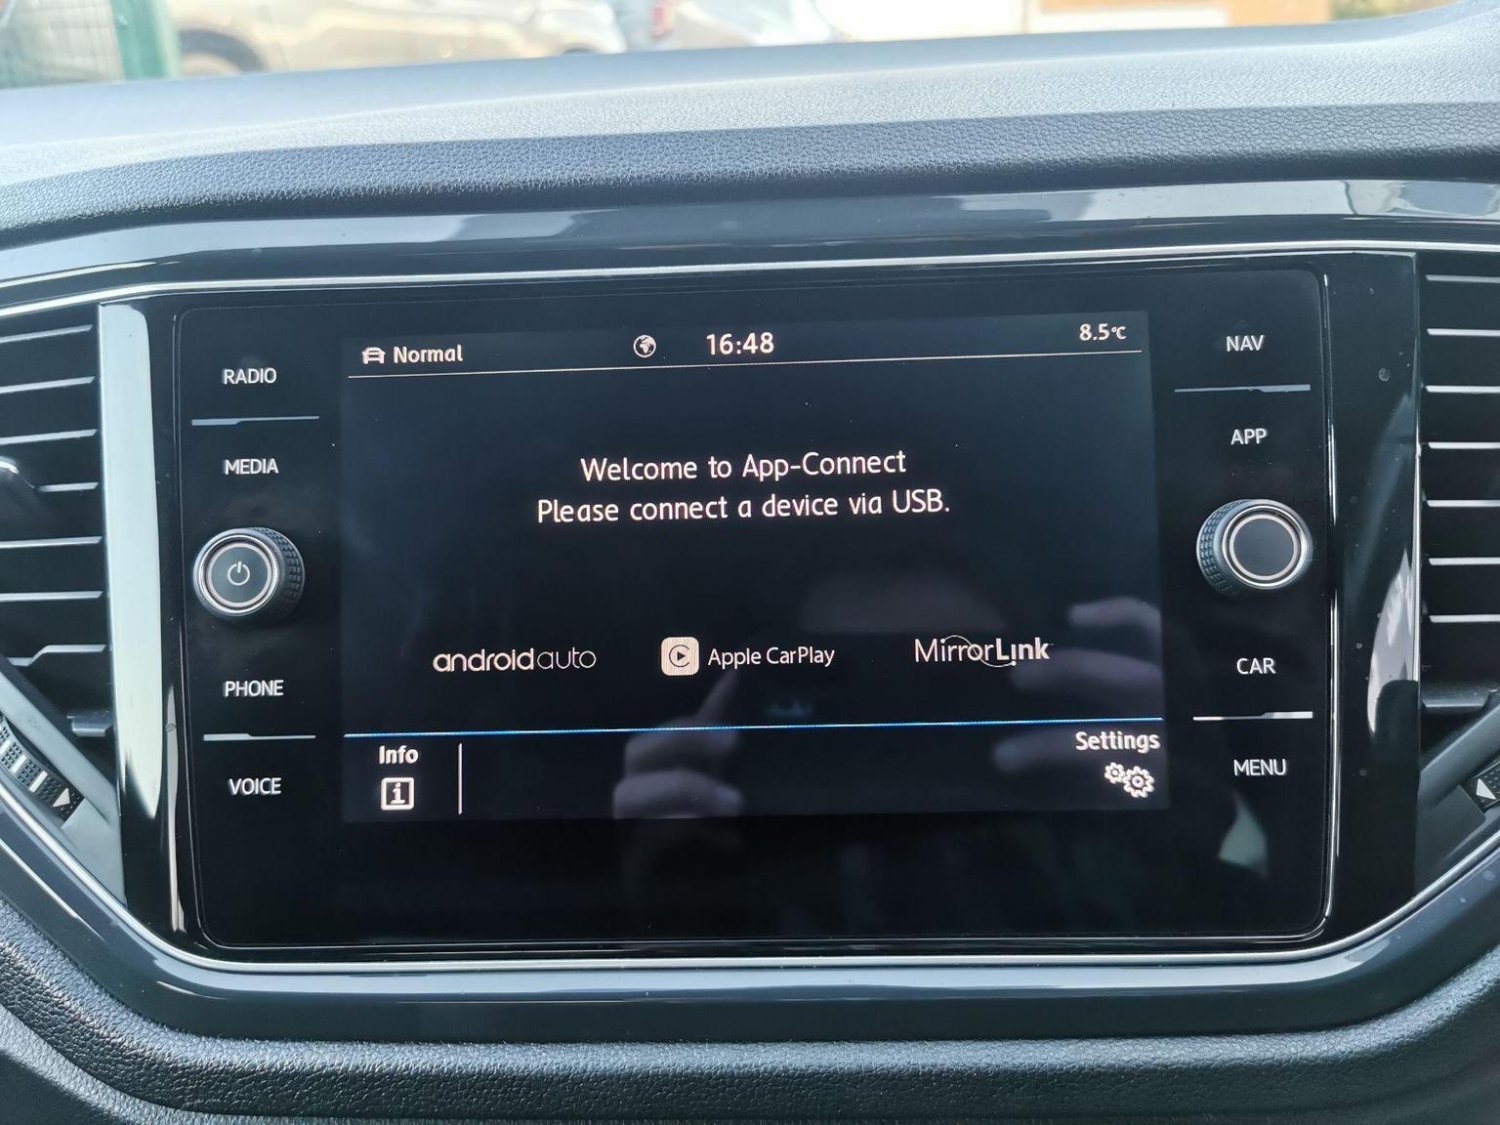 RADIO
MEDIA
PHONE
VOICE
Normal
16:48
8.5°C
Welcome to App-Connect
Please connect a device via USB.
androidauto
Apple CarPlay
MirrorLink
Info
i
Settings
NAV
APP
CAR
MENU